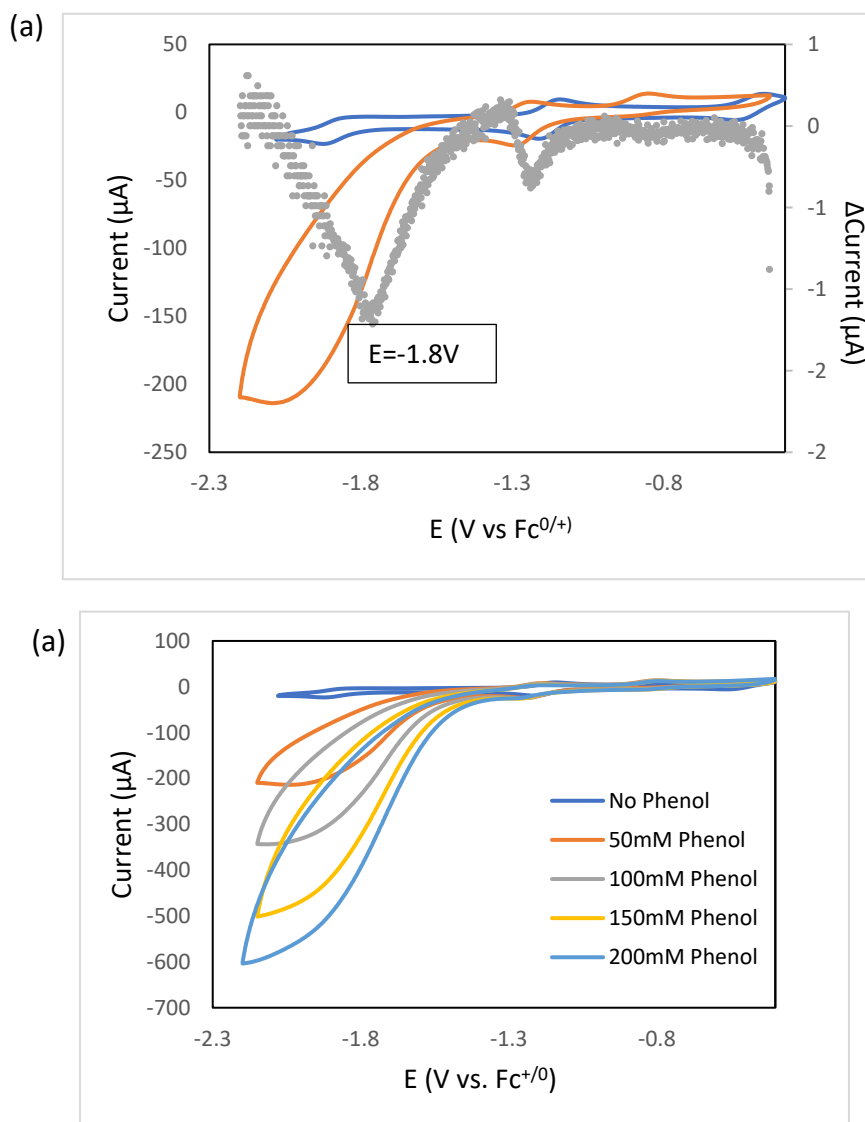 (a)
50
0
-50
-100
-150
-200
-250
Current (µA)
1
0
-1
-1
-2
-2
ΔCurrent (µA)
E=-1.8V
-2.3 -1.8 -1.3 -0.8
E (V vs Fc0/+)
(a)
100
0
-100
-200
-300
-400
-500
-600
-700
Current (µA)
No Phenol
50mM Phenol
100mM Phenol
150mM Phenol
200mM Phenol
-2.3 -1.8 -1.3 -0.8
E (V vs. Fc+/0)